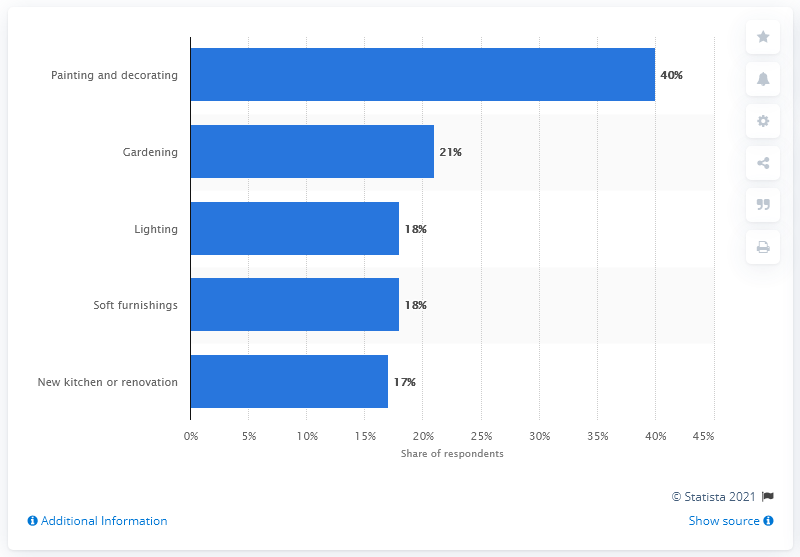 Painting and decorating
40%
Gardening
21%
Lighting
18%
Soft furnishings
18%
New kitchen or renovation
17%
0% 5% 10% 15% 20% 25% 30% 35% 40% 45%
Share of respondents
© Statista 2021
Additional Information
Show source